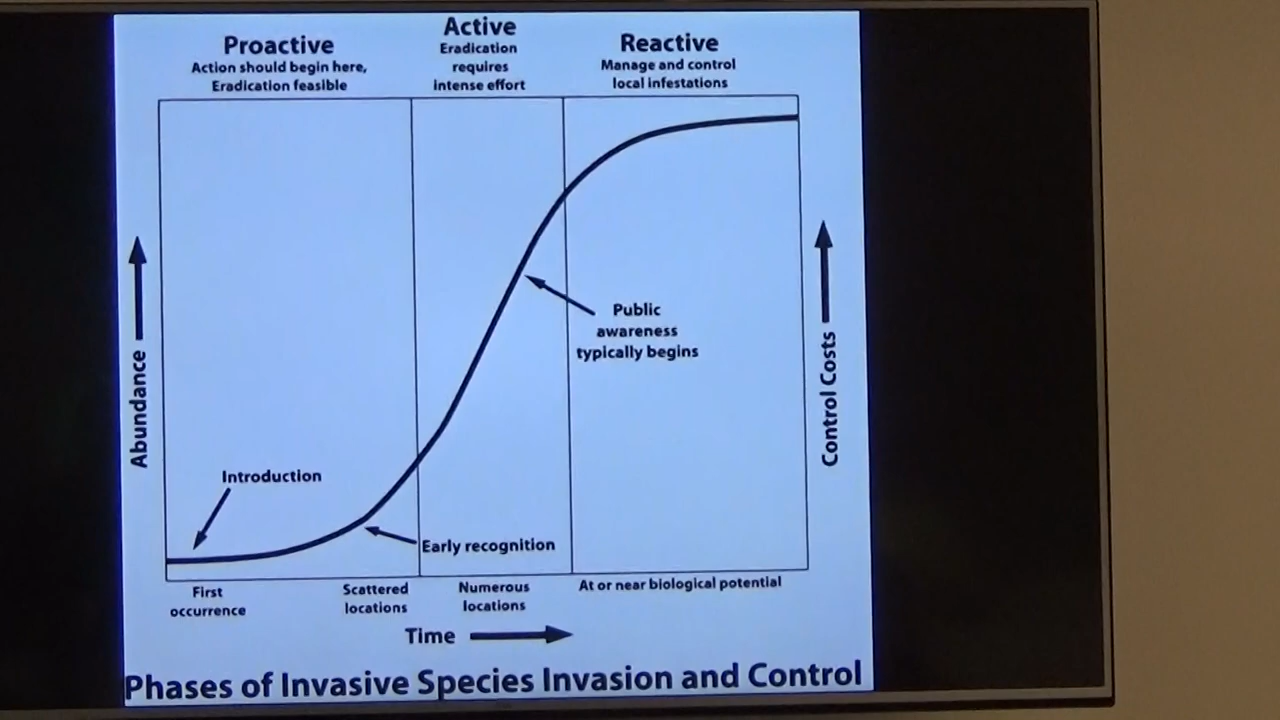 Proactive
Action should begin here,
Eradication feasible
Active
Eradication
requires
intense effort
Reactive
Manage and control
local infestations
Abundance
Control Costs
Public
awareness
typically begins
Introduction
Early recognition
First
occurrence
Scattered
locations
Numerous
locations
At or near biological potential
Time
Phases of Invasive Species Invasion and Control